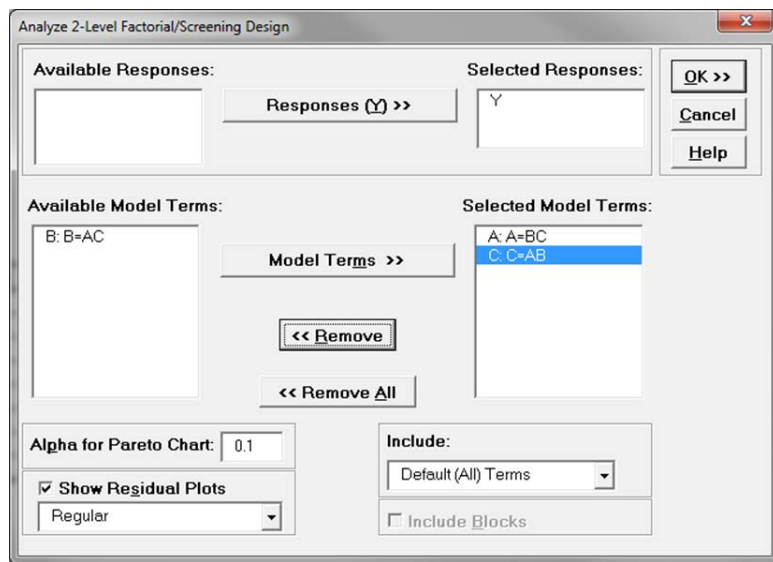 Analyze 2-Level Factorial/Screening Design
Available Responses:
Responses (Y) >>
Selected Responses:
Y
OK >>
Cancel
Help
Available Model Terms:
B: B=AC
Model Terms >>
Selected Model Terms:
A: A=BC
C: C=AB
<< Remove
<< Remove All
Alpha for Pareto Chart: 0.1
Show Residual Plots
Regular
Include:
Default (All) Terms
Include Blocks